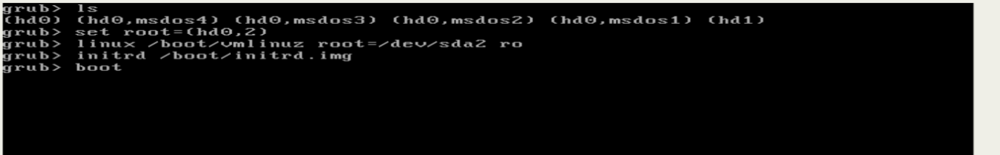 grub> ls
(hd0) (hd0,msdos4) (hd0,msdos3) (hd0,msdos2) (hd0,msdos1) (hd1)
grub> set root=(hd0,2)
grub> linux /boot/vmlinuz root=/dev/sda2 ro
grub> initrd /boot/initrd.img
grub> boot